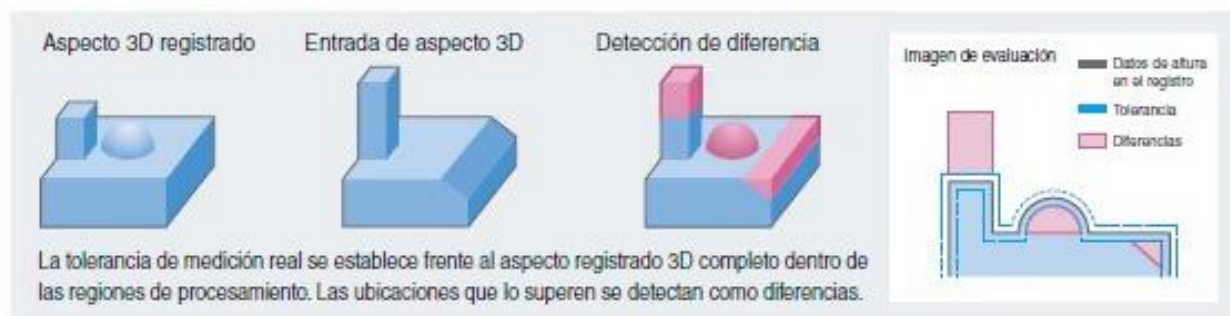 Aspecto 3D registrado
Entrada de aspecto 3D
Detección de diferencia
Imagen de evaluación
Datos de altura
en el registro
Tolerancia
Diferencias
La tolerancia de medición real se establece frente al aspecto registrado 3D completo dentro de
las regiones de procesamiento. Las ubicaciones que lo superen se detectan como diferencias.